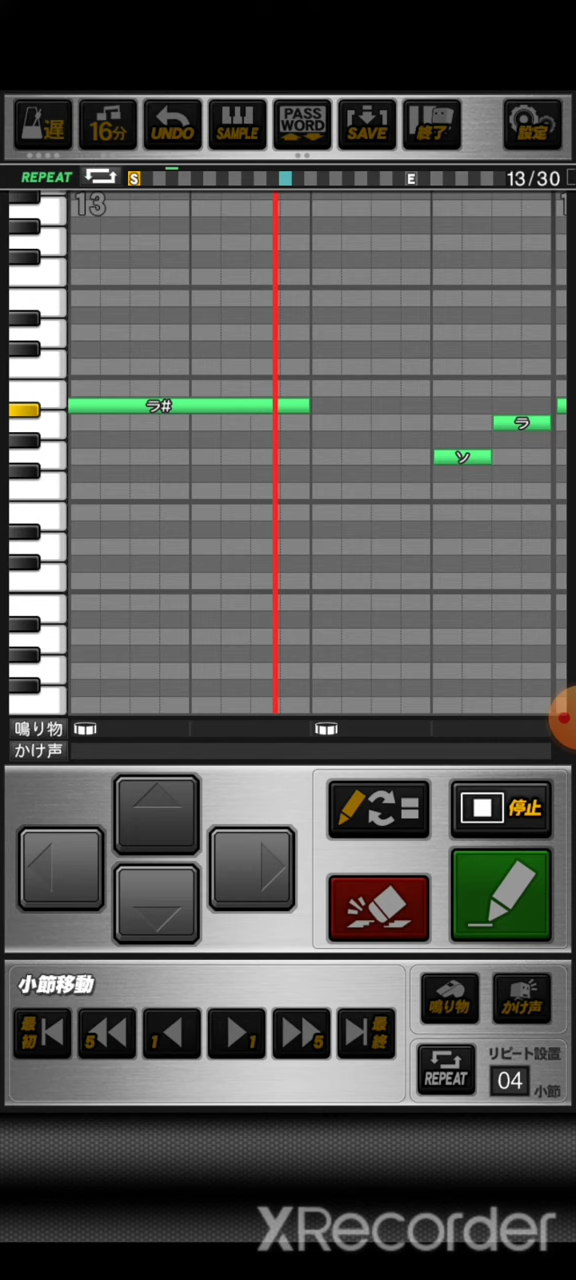 遅 16分 UNDO SAMPLE PASS WORD SAVE 終了 設定
REPEAT S E 13/30
13
ラ#
ラ
ソ
鳴り物
かけ声
停止
小節移動
最初 5 1 1 5 最終
鳴り物 かけ声
REPEAT リピート設置 04 小節
XRecorder